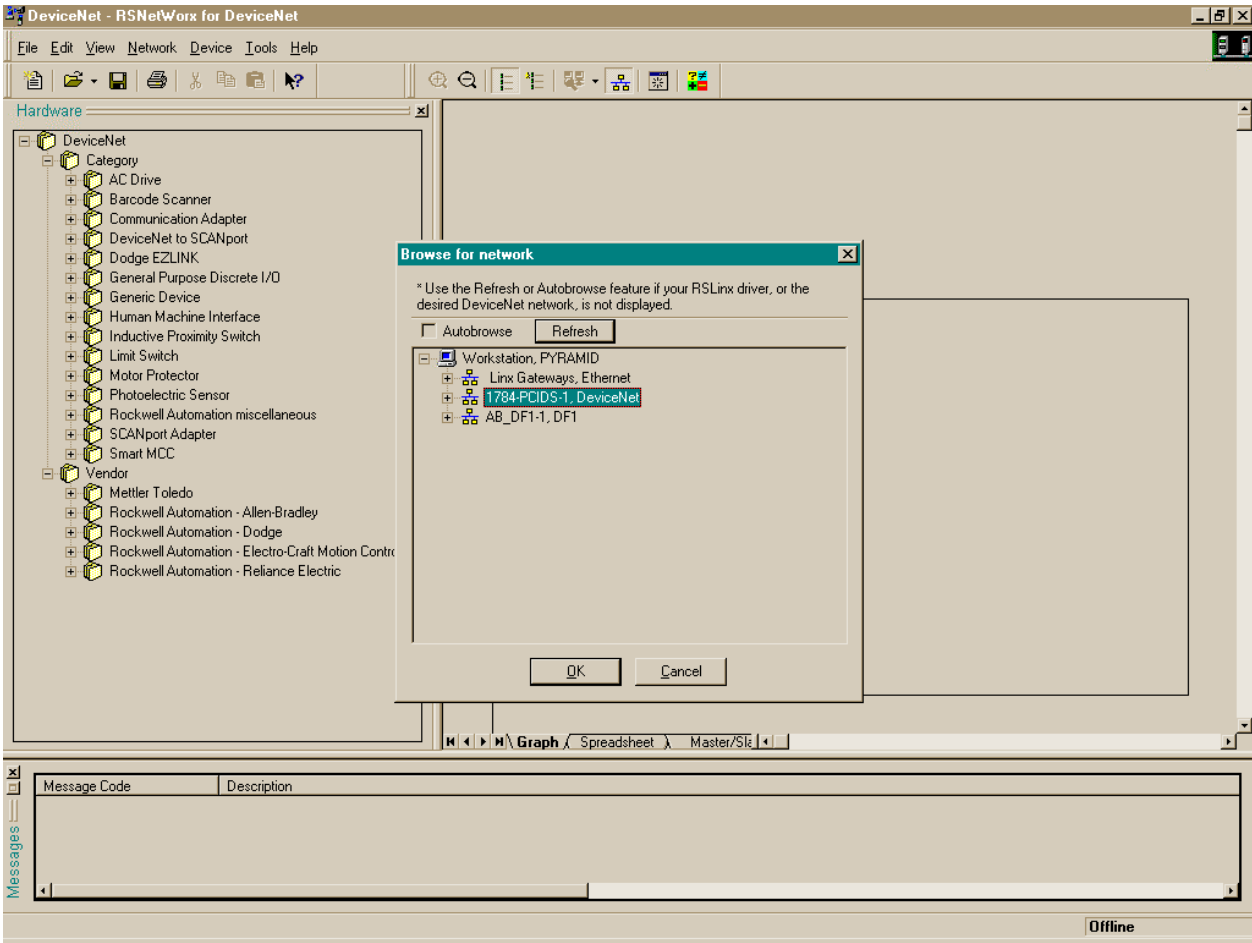 DeviceNet - RSNetWorx for DeviceNet
File Edit View Network Device Tools Help
Hardware
DeviceNet
Category
AC Drive
Barcode Scanner
Communication Adapter
DeviceNet to SCANport
Dodge EZLINK
General Purpose Discrete I/O
Generic Device
Human Machine Interface
Inductive Proximity Switch
Limit Switch
Motor Protector
Photoelectric Sensor
Rockwell Automation miscellaneous
SCANport Adapter
Smart MCC
Vendor
Mettler Toledo
Rockwell Automation - Allen-Bradley
Rockwell Automation - Dodge
Rockwell Automation - Electro-Craft Motion Contro
Rockwell Automation - Reliance Electric
Browse for network
* Use the Refresh or Autobrowse feature if your RSLinx driver, or the
desired DeviceNet network, is not displayed.
Autobrowse Refresh
Workstation, PYRAMID
Linx Gateways, Ethernet
1784-PCIDS-1, DeviceNet
AB_DF1-1, DF1
OK Cancel
Graph Spreadsheet Master/Sla
Messages
Message Code Description
Offline